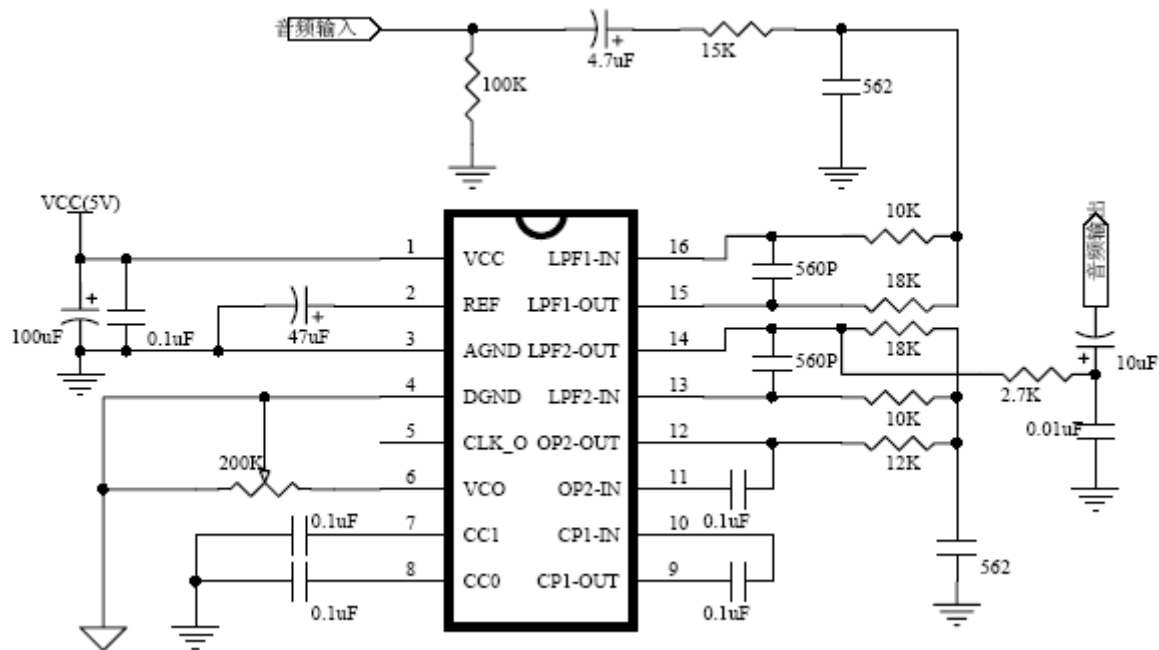 音频输入
4.7uF
15K
100K
562
VCC(5V)
10K
1 VCC LPF1-IN 16
560P
音频输出
18K
2 REF LPF1-OUT 15
100uF
0.1uF
47uF
3 AGND LPF2-OUT 14
18K
560P
10uF
2.7K
4 DGND LPF2-IN 13
10K
0.01uF
5 CLK_O OP2-OUT 12
12K
200K
6 VCO OP2-IN 11
0.1uF
0.1uF
7 CC1 CP1-IN 10
8 CC0 CP1-OUT 9
562
0.1uF
0.1uF